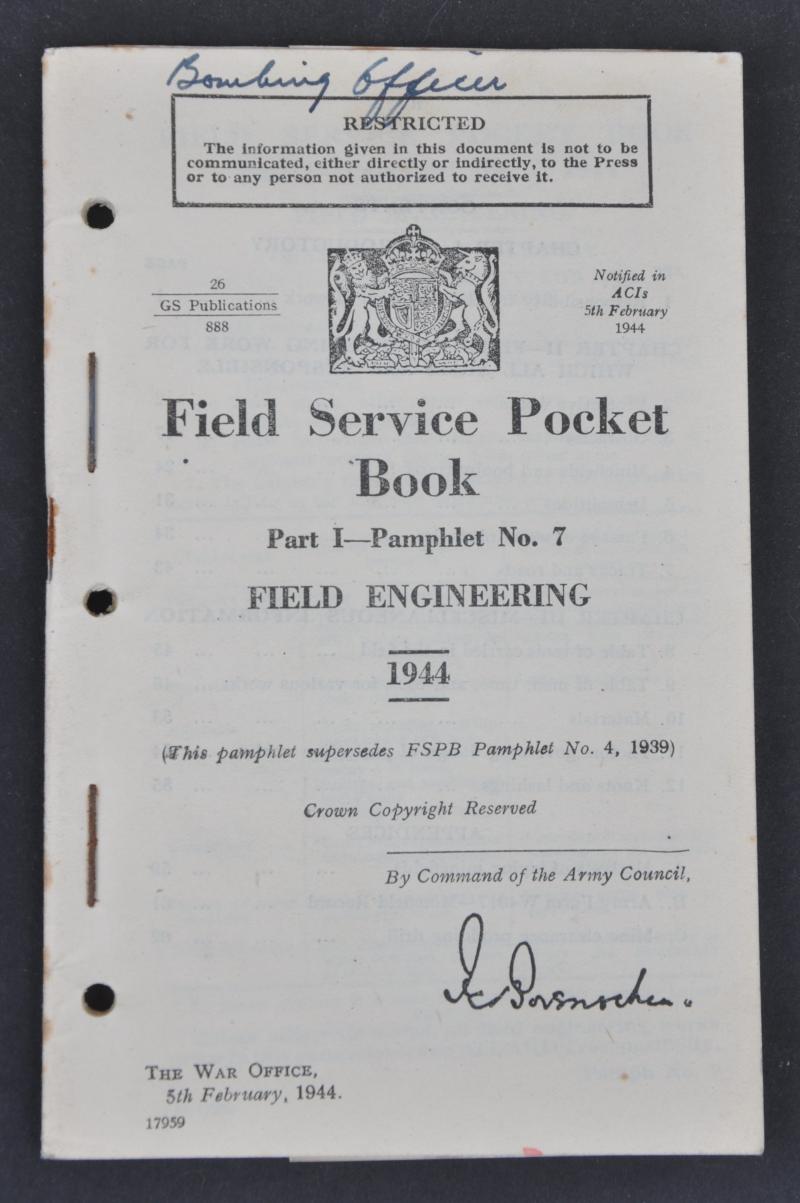 Bombing Officer
RESTRICTED
The information given in this document is not to be
communicated, either directly or indirectly, to the Press
or to any person not authorized to receive it.
26
GS Publications
888
Notified in
ACIs
5th February
1944
Field Service Pocket
Book
Part I—Pamphlet No. 7
FIELD ENGINEERING
1944
(This pamphlet supersedes FSPB Pamphlet No. 4, 1939)
Crown Copyright Reserved
By Command of the Army Council,
THE WAR OFFICE,
5th February, 1944.
17959